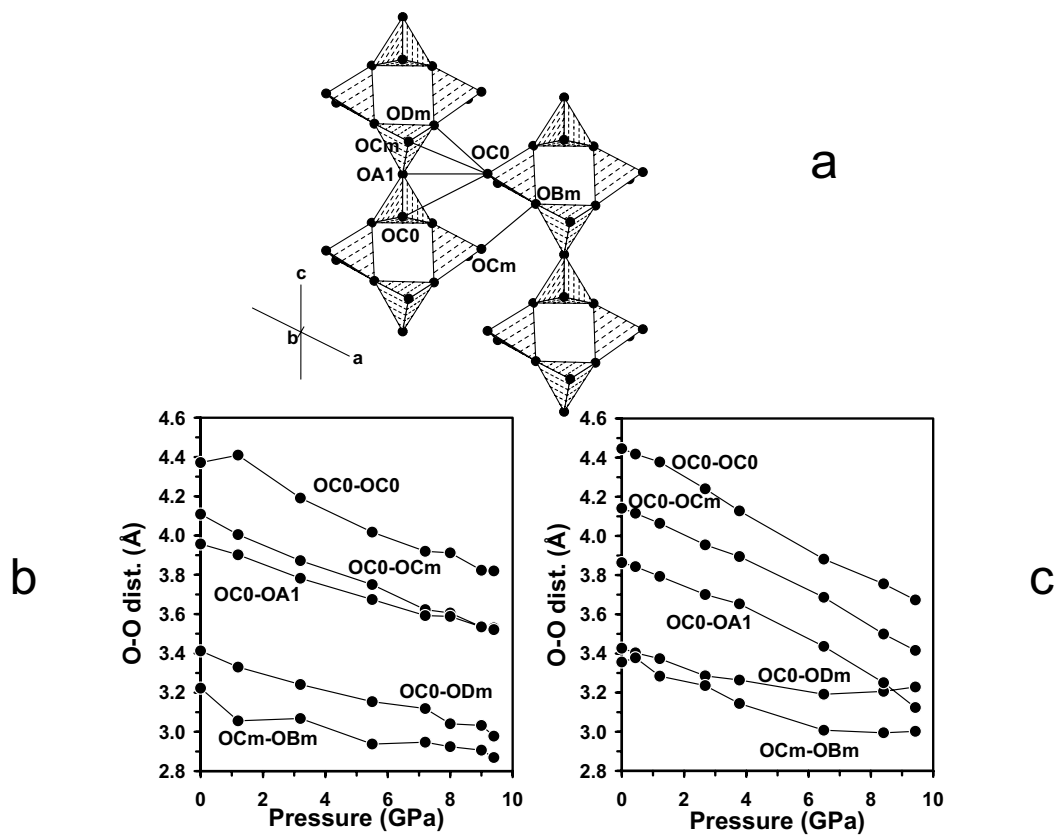 a
ODm
OCm
OC0
OA1
OBm
OC0
OCm
c
b
a
b
4.6
4.4
4.2
4.0
3.8
3.6
3.4
3.2
3.0
2.8
O-O dist. (Å)
OC0-OC0
OC0-OCm
OC0-OA1
OC0-ODm
OCm-OBm
0 2 4 6 8 10
Pressure (GPa)
c
4.6
4.4
4.2
4.0
3.8
3.6
3.4
3.2
3.0
2.8
O-O dist. (Å)
OC0-OC0
OC0-OCm
OC0-OA1
OC0-ODm
OCm-OBm
0 2 4 6 8 10
Pressure (GPa)